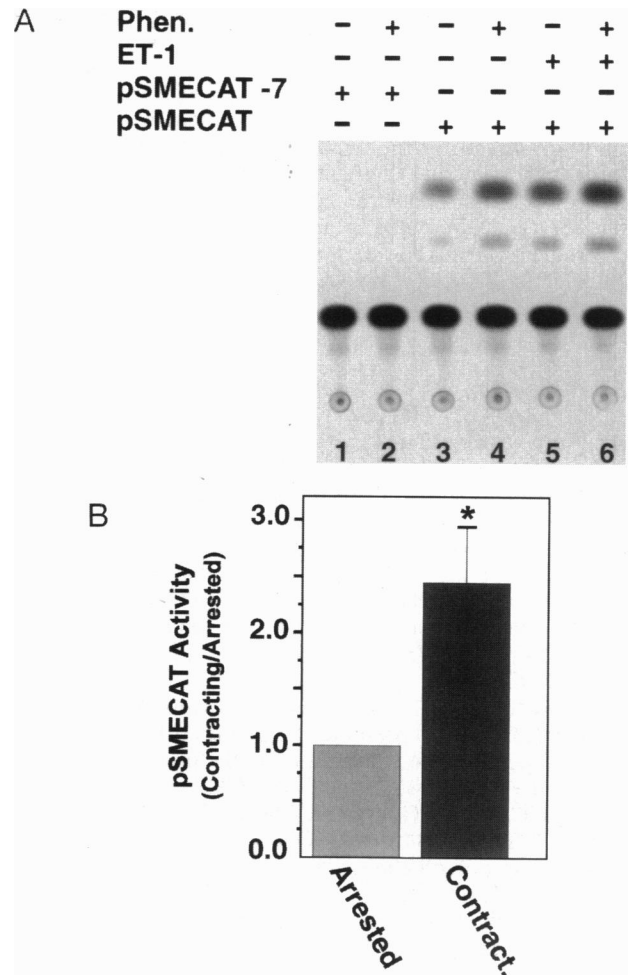 A
Phen. - + - + - +
ET-1 - - - - + +
pSMECAT -7 + + - - - -
pSMECAT - - + + + +
1 2 3 4 5 6
B
pSMECAT Activity
(Contracting/Arrested)
3.0
*
2.0
1.0
0.0
Arrested
Contract.